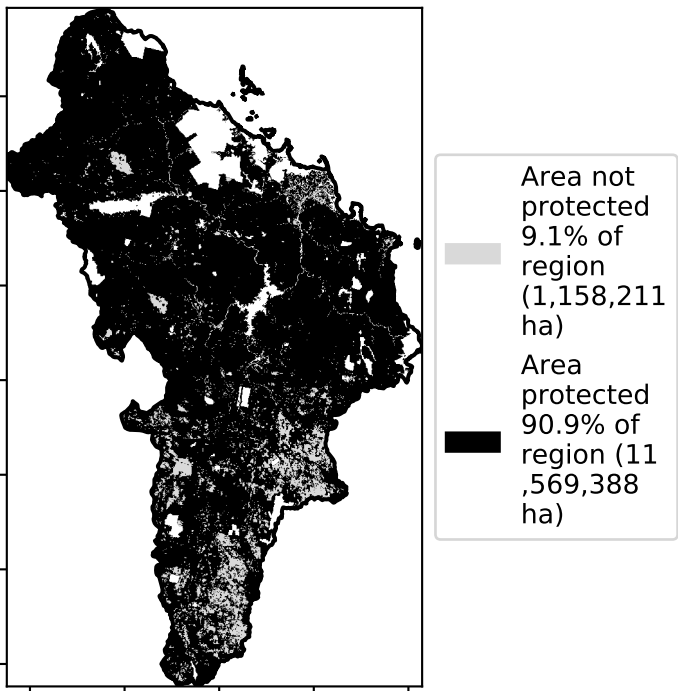 Area not
protected
9.1% of
region
(1,158,211
ha)
Area
protected
90.9% of
region (11
,569,388
ha)